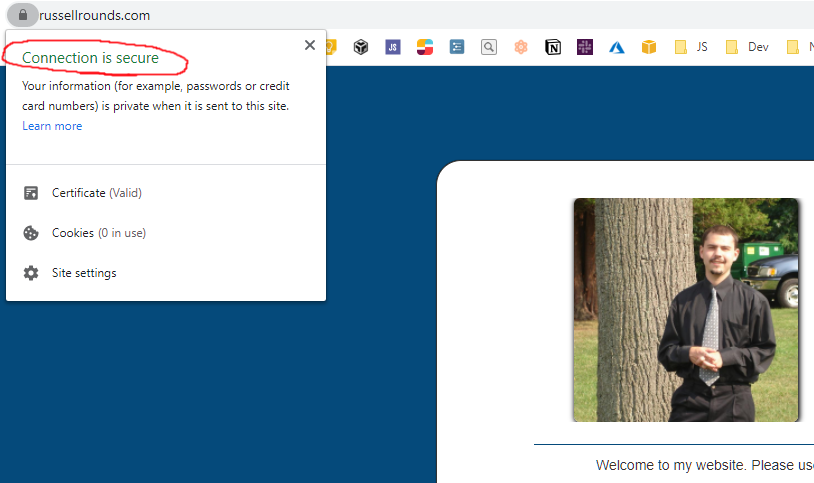 russellrounds.com
JS
JS
Dev
Connection is secure
Your information (for example, passwords or credit
card numbers) is private when it is sent to this site.
Learn more
Certificate (Valid)
Cookies (0 in use)
Site settings
Welcome to my website. Please